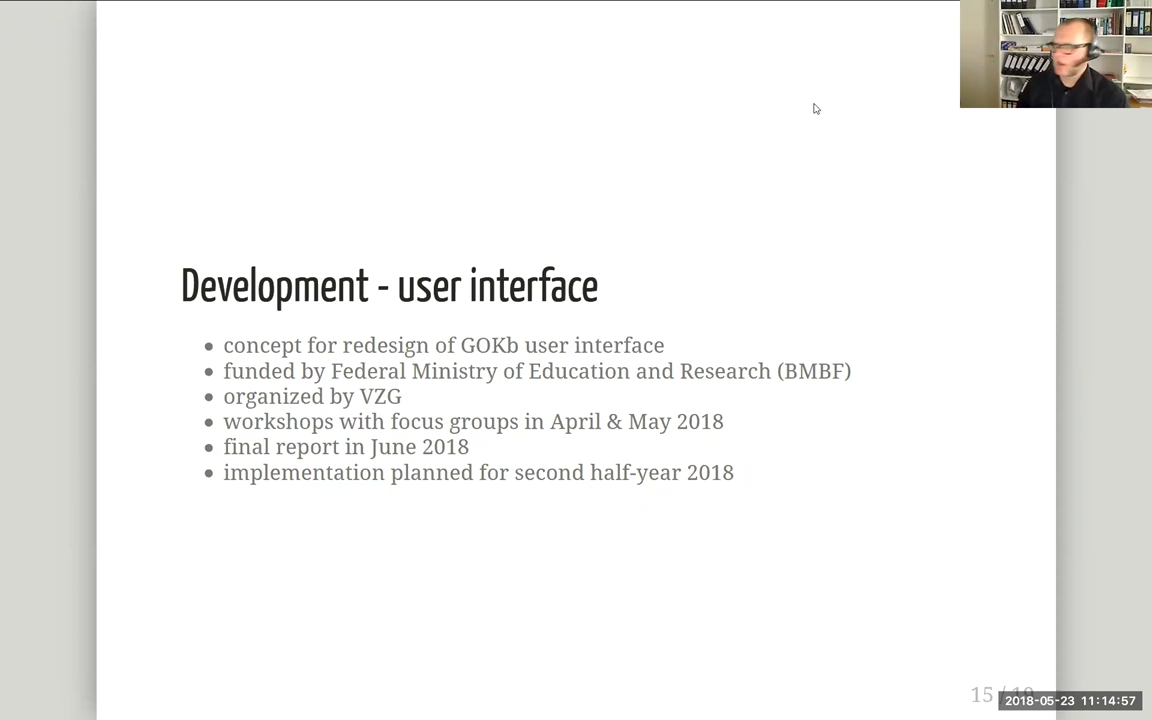 Development - user interface
concept for redesign of GOKb user interface
funded by Federal Ministry of Education and Research (BMBF)
organized by VZG
workshops with focus groups in April & May 2018
final report in June 2018
implementation planned for second half-year 2018
15 / 19
2018-05-23 11:14:57